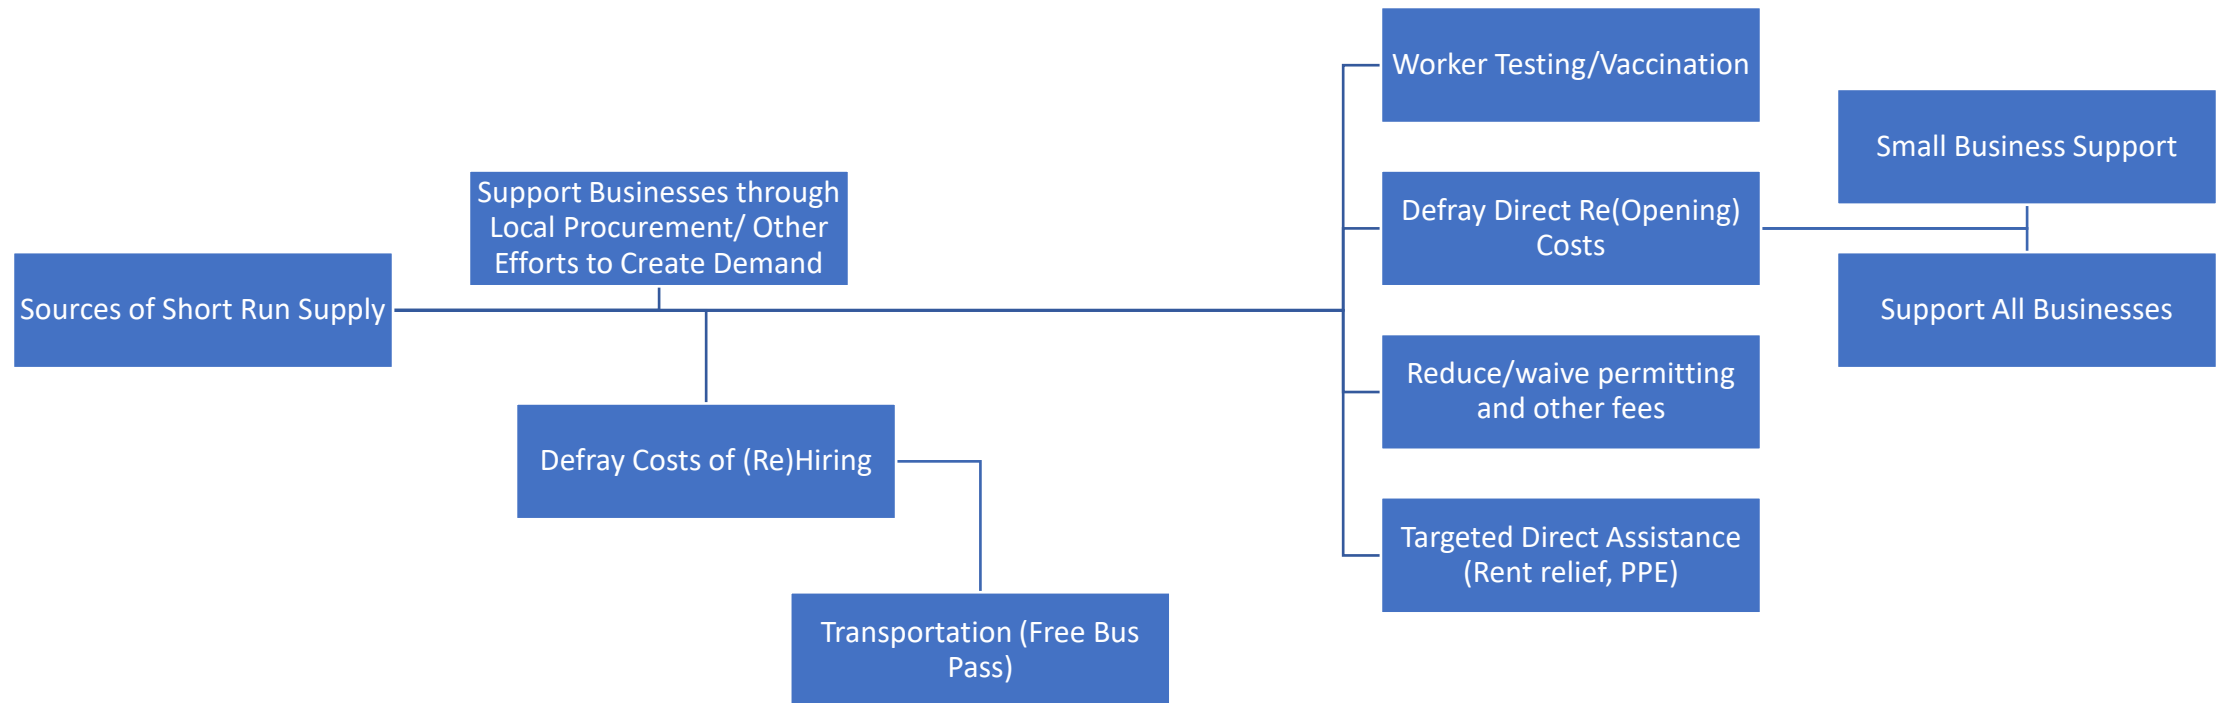 Sources of Short Run Supply
Support Businesses through
Local Procurement/ Other
Efforts to Create Demand
Defray Costs of (Re)Hiring
Transportation (Free Bus
Pass)
Worker Testing/Vaccination
Defray Direct Re(Opening)
Costs
Small Business Support
Support All Businesses
Reduce/waive permitting
and other fees
Targeted Direct Assistance
(Rent relief, PPE)